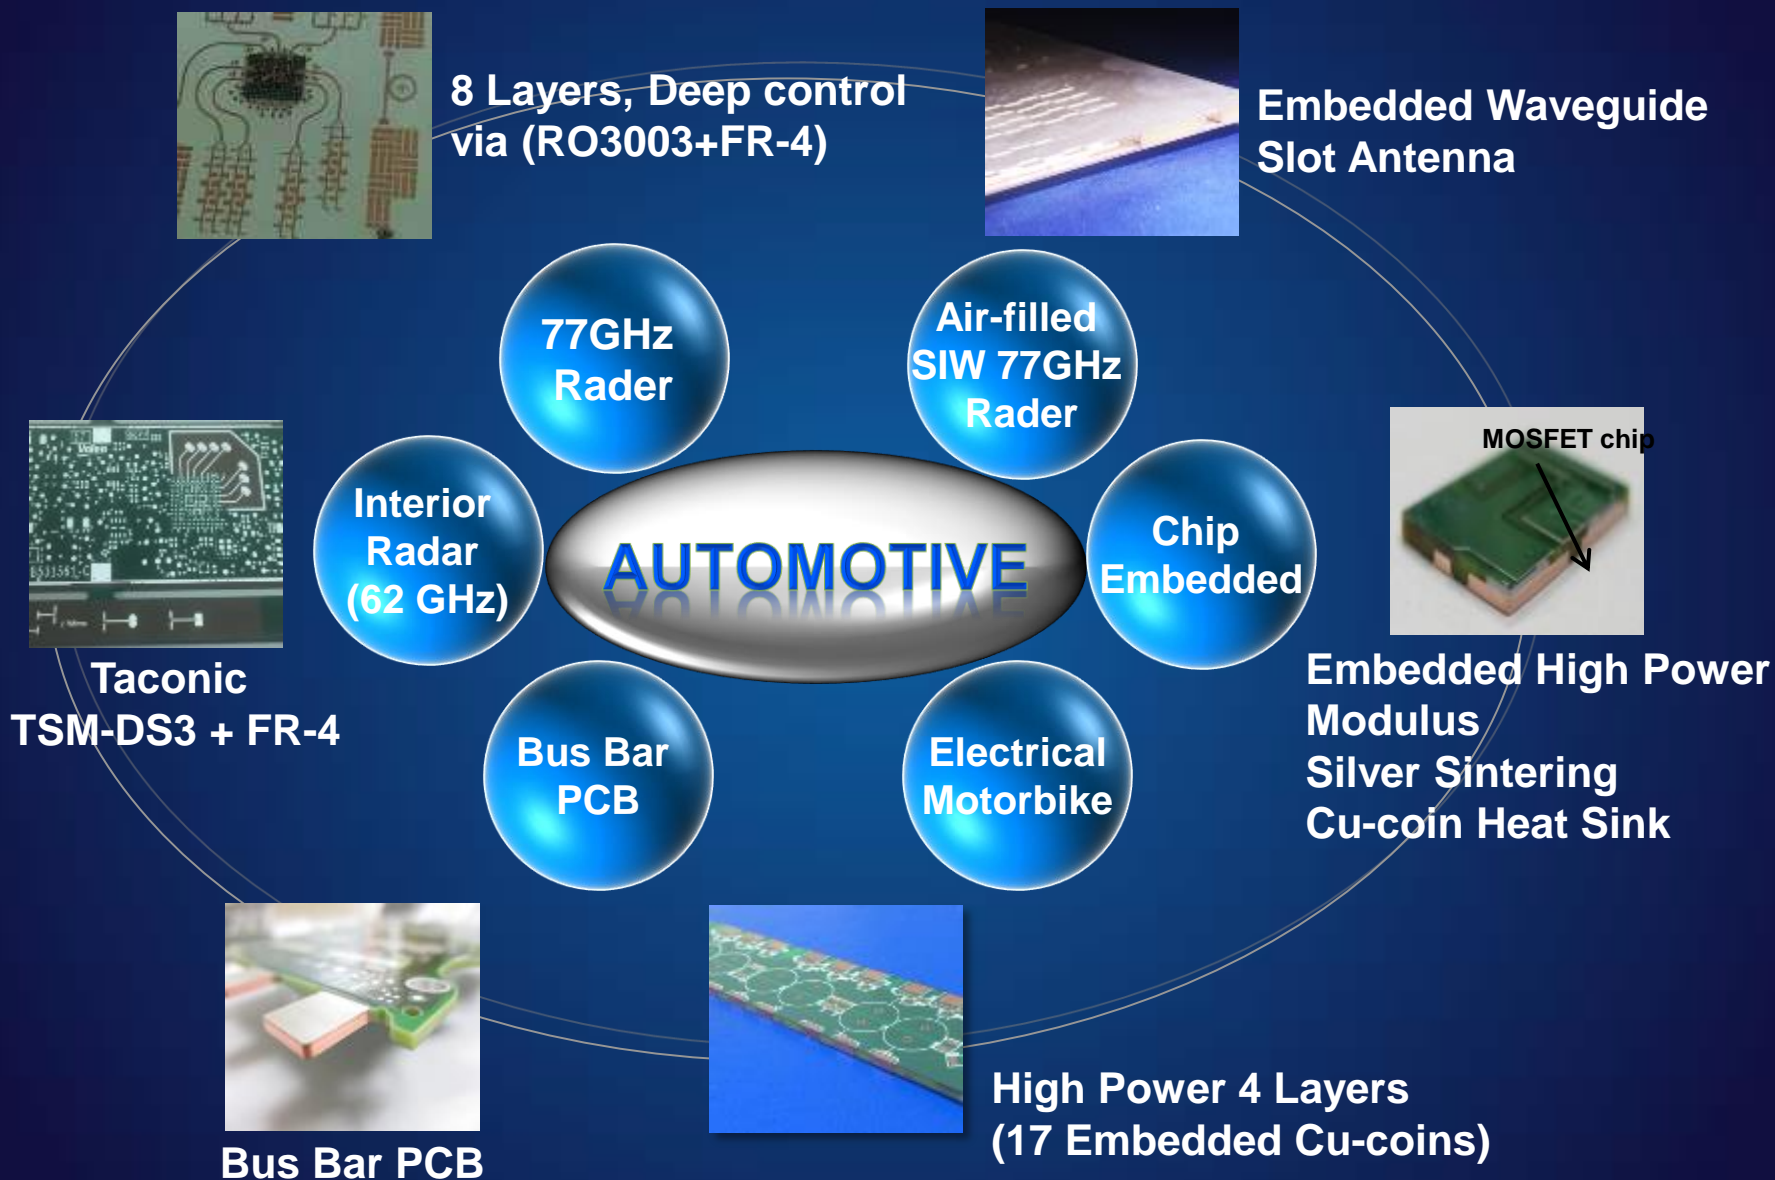 8 Layers, Deep control
via (RO3003+FR-4)
Embedded Waveguide
Slot Antenna
77GHz
Rader
Air-filled
SIW 77GHz
Rader
MOSFET chip
Interior
Radar
(62 GHz)
AUTOMOTIVE
Chip
Embedded
Taconic
TSM-DS3 + FR-4
Embedded High Power
Modulus
Silver Sintering
Cu-coin Heat Sink
Bus Bar
PCB
Electrical
Motorbike
Bus Bar PCB
High Power 4 Layers
(17 Embedded Cu-coins)